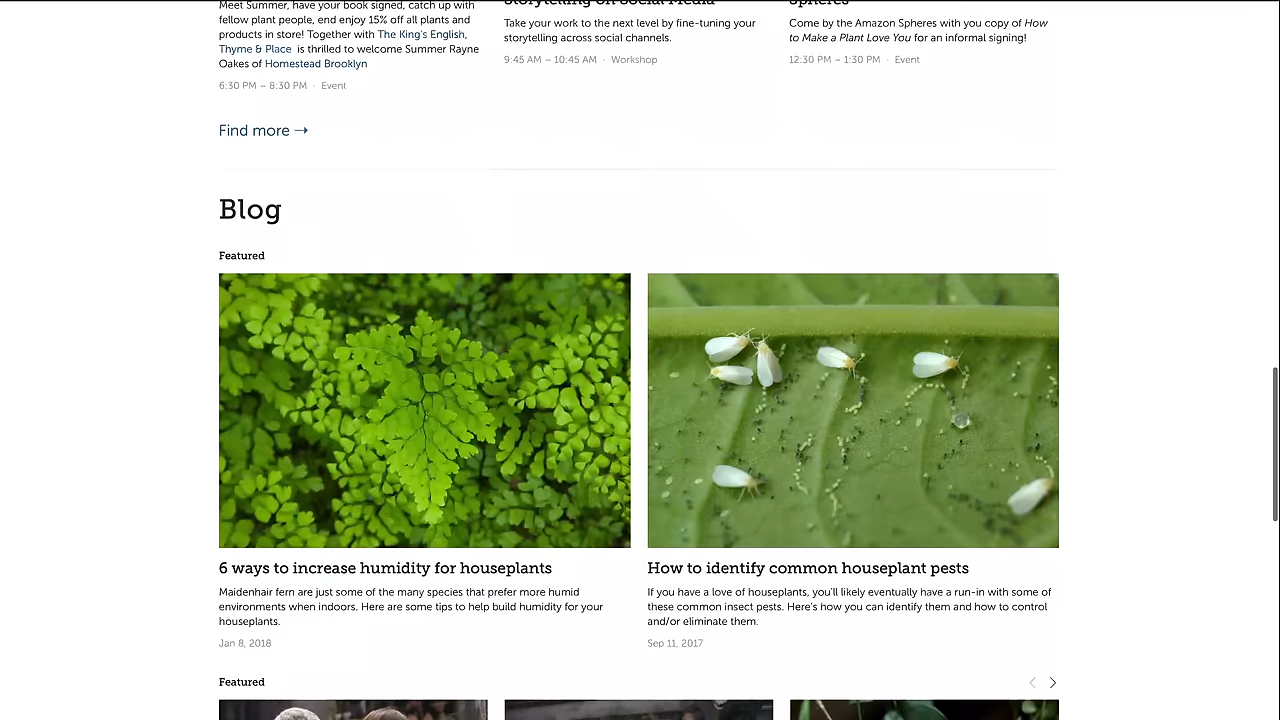 Meet Summer, have your book signed, catch up with
fellow plant people, end enjoy 15% off all plants and
products in store! Together with The King's English,
Thyme & Place is thrilled to welcome Summer Rayne
Oakes of Homestead Brooklyn
6:30 PM – 8:30 PM · Event
Storytelling on Social Media
Take your work to the next level by fine-tuning your
storytelling across social channels.
9:45 AM – 10:45 AM · Workshop
Spheres
Come by the Amazon Spheres with you copy of How
to Make a Plant Love You for an informal signing!
12:30 PM – 1:30 PM · Event
Find more →
Blog
Featured
6 ways to increase humidity for houseplants
Maidenhair fern are just some of the many species that prefer more humid
environments when indoors. Here are some tips to help build humidity for your
houseplants.
Jan 8, 2018
How to identify common houseplant pests
If you have a love of houseplants, you'll likely eventually have a run-in with some of
these common insect pests. Here's how you can identify them and how to control
and/or eliminate them.
Sep 11, 2017
Featured